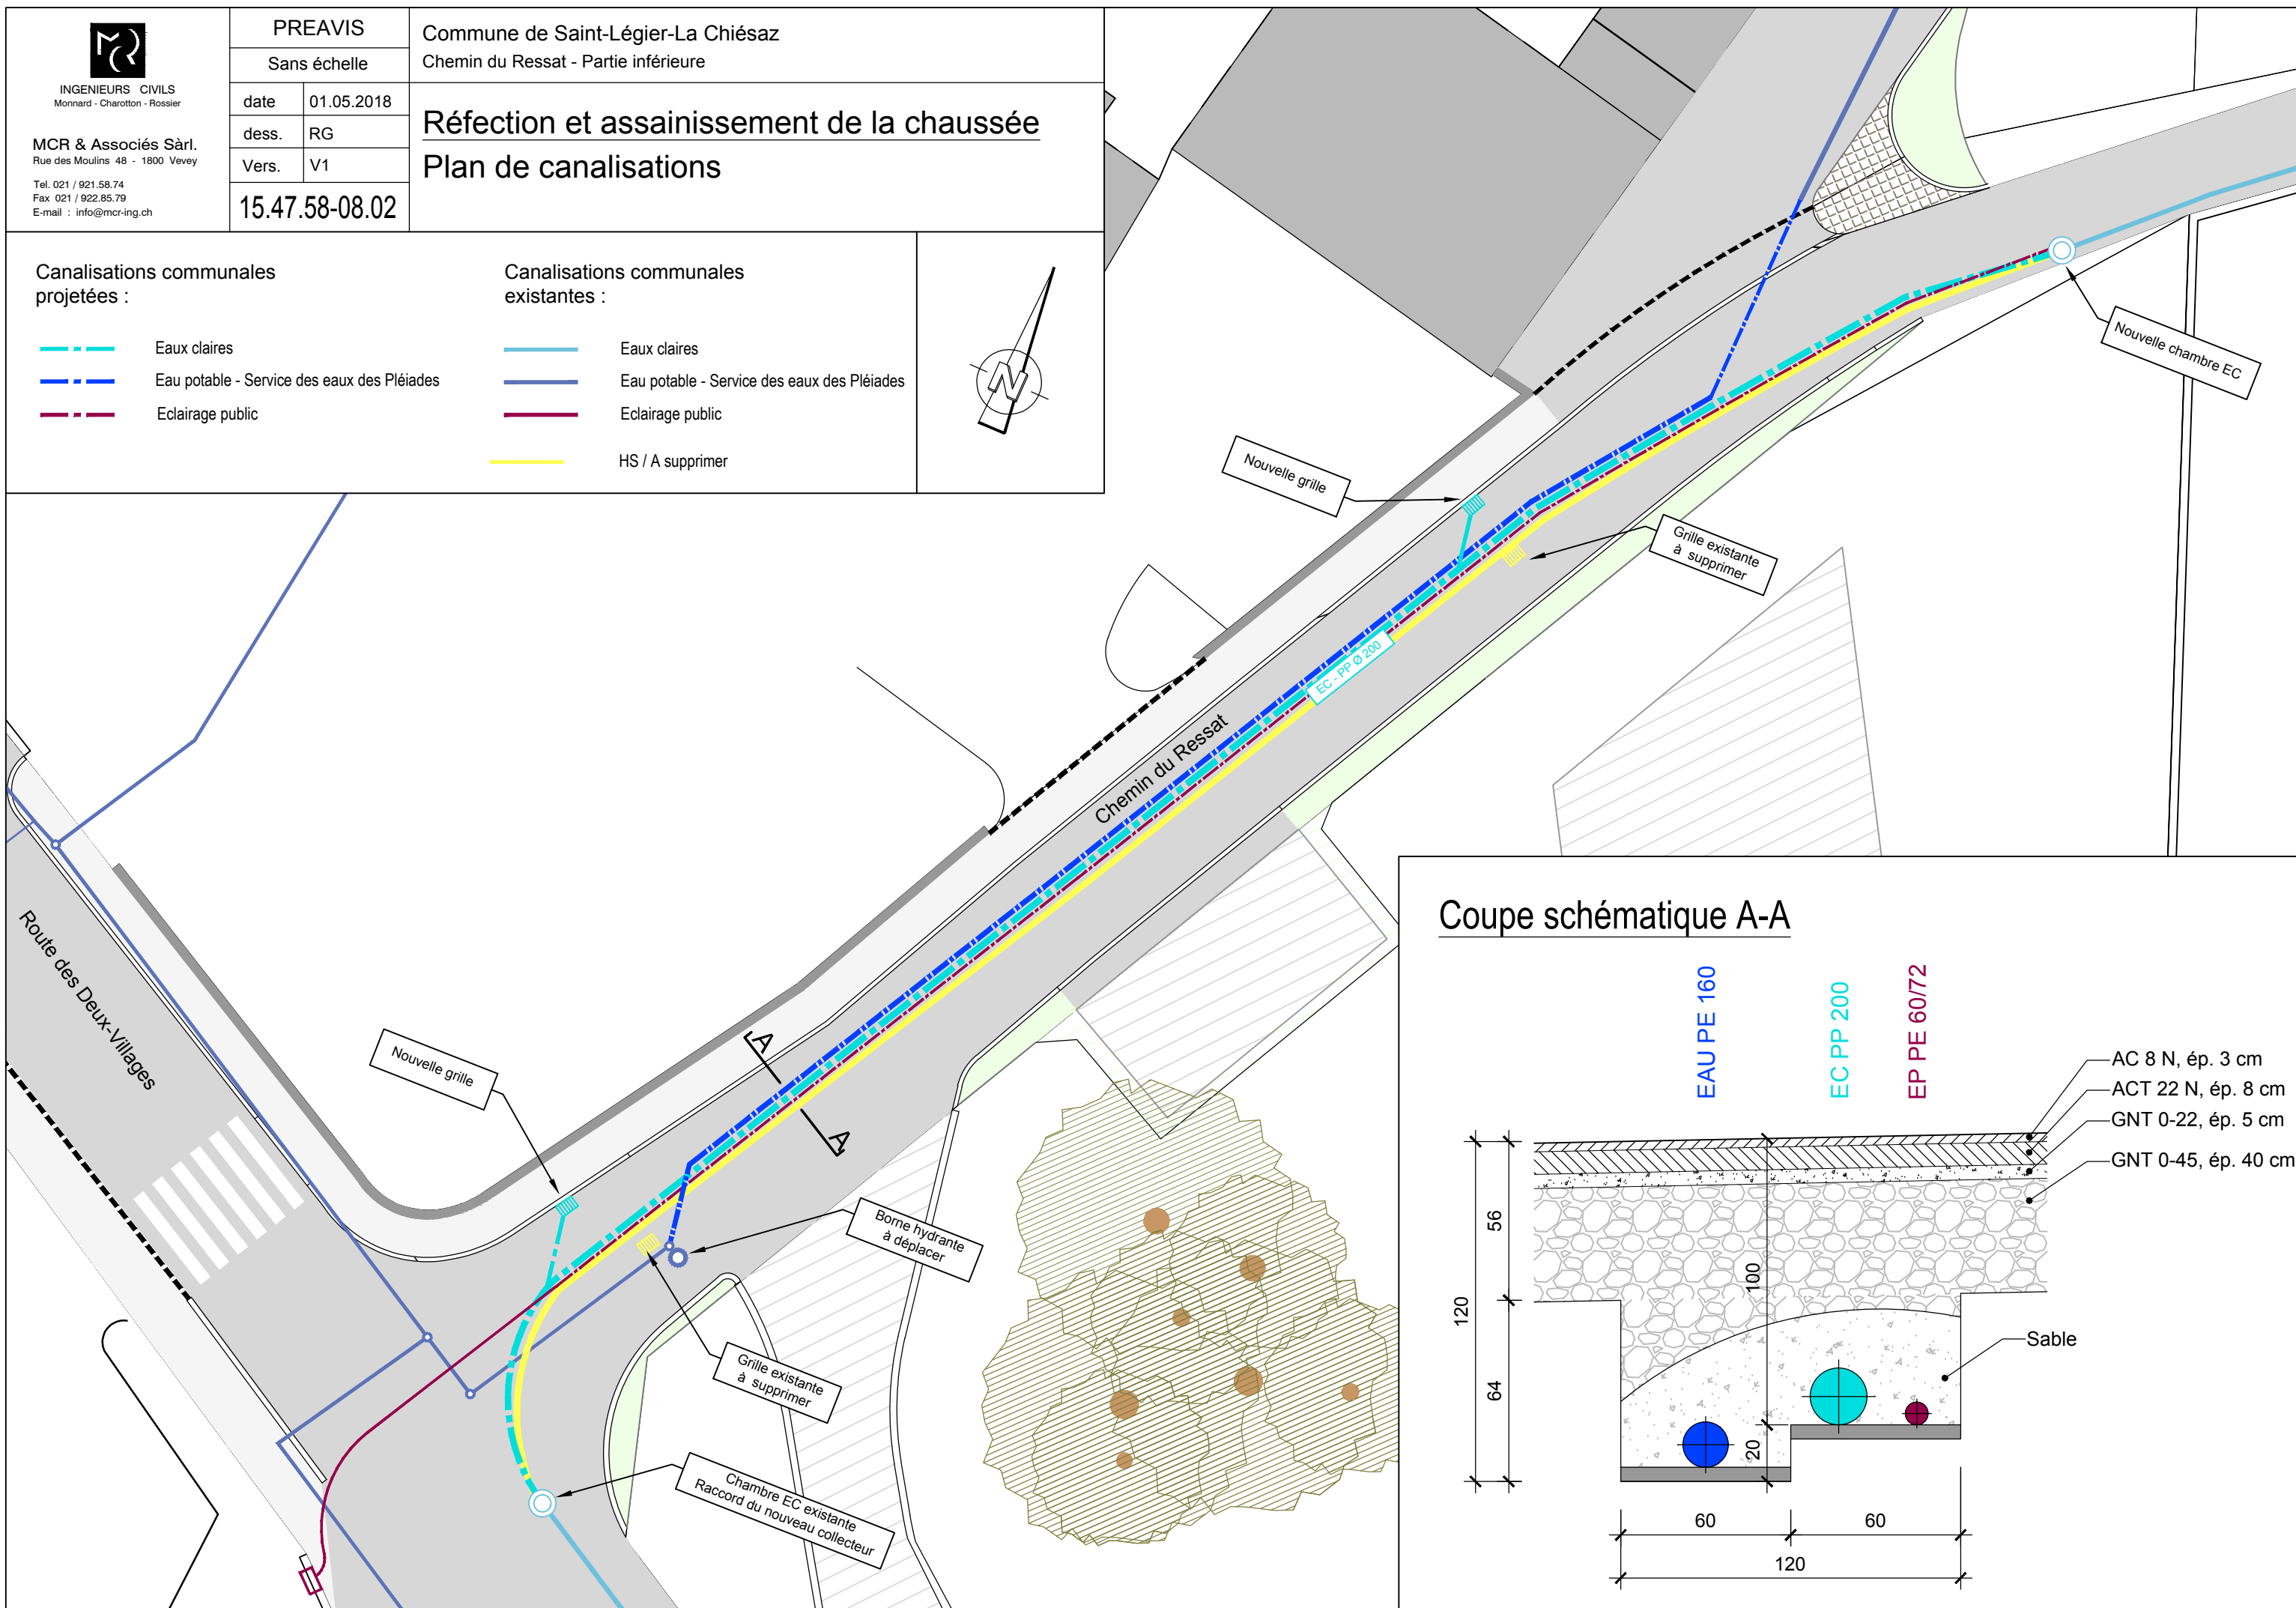 MCR
INGENIEURS CIVILS
Monnard - Charotton - Rossier
MCR & Associés Sàrl.
Rue des Moulins 48 - 1800 Vevey
Tel. 021 / 921.58.74
Fax 021 / 922.85.79
E-mail : info@mcr-ing.ch
PREAVIS
Sans échelle
date 01.05.2018
dess. RG
Vers. V1
15.47.58-08.02
Commune de Saint-Légier-La Chiésaz
Chemin du Ressat - Partie inférieure
Réfection et assainissement de la chaussée
Plan de canalisations
Canalisations communales
projetées :
Eaux claires
Eau potable - Service des eaux des Pléiades
Eclairage public
Canalisations communales
existantes :
Eaux claires
Eau potable - Service des eaux des Pléiades
Eclairage public
HS / A supprimer
N
Nouvelle chambre EC
Nouvelle grille
Grille existante
à supprimer
EC - PP Ø 200
Chemin du Ressat
Route des Deux-Villages
Nouvelle grille
A
A
Borne hydrante
à déplacer
Grille existante
à supprimer
Chambre EC existante
Raccord du nouveau collecteur
Coupe schématique A-A
EAU PE 160
EC PP 200
EP PE 60/72
AC 8 N, ép. 3 cm
ACT 22 N, ép. 8 cm
GNT 0-22, ép. 5 cm
GNT 0-45, ép. 40 cm
Sable
56
120
64
100
20
60
60
120